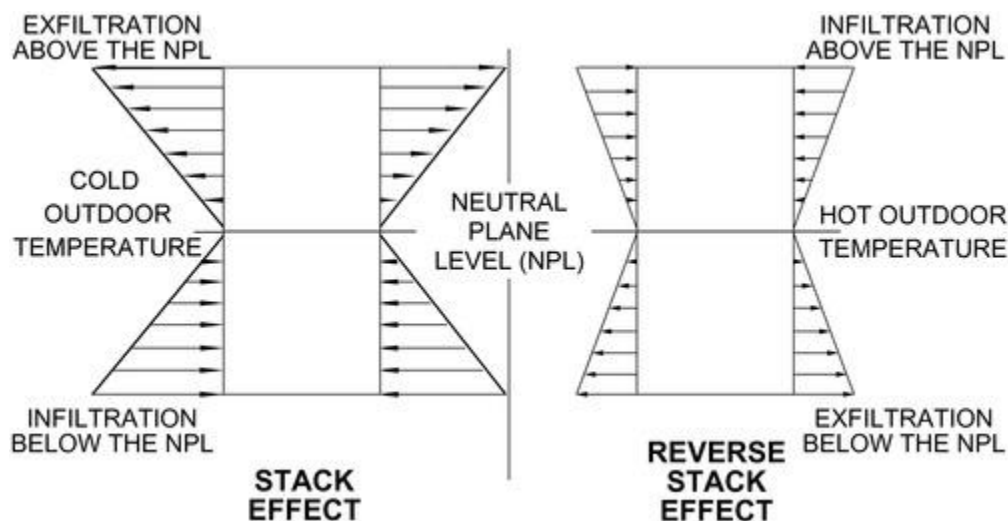 EXFILTRATION
ABOVE THE NPL
COLD
OUTDOOR
TEMPERATURE
INFILTRATION
BELOW THE NPL
STACK
EFFECT
NEUTRAL
PLANE
LEVEL (NPL)
INFILTRATION
ABOVE THE NPL
HOT OUTDOOR
TEMPERATURE
EXFILTRATION
BELOW THE NPL
REVERSE
STACK
EFFECT